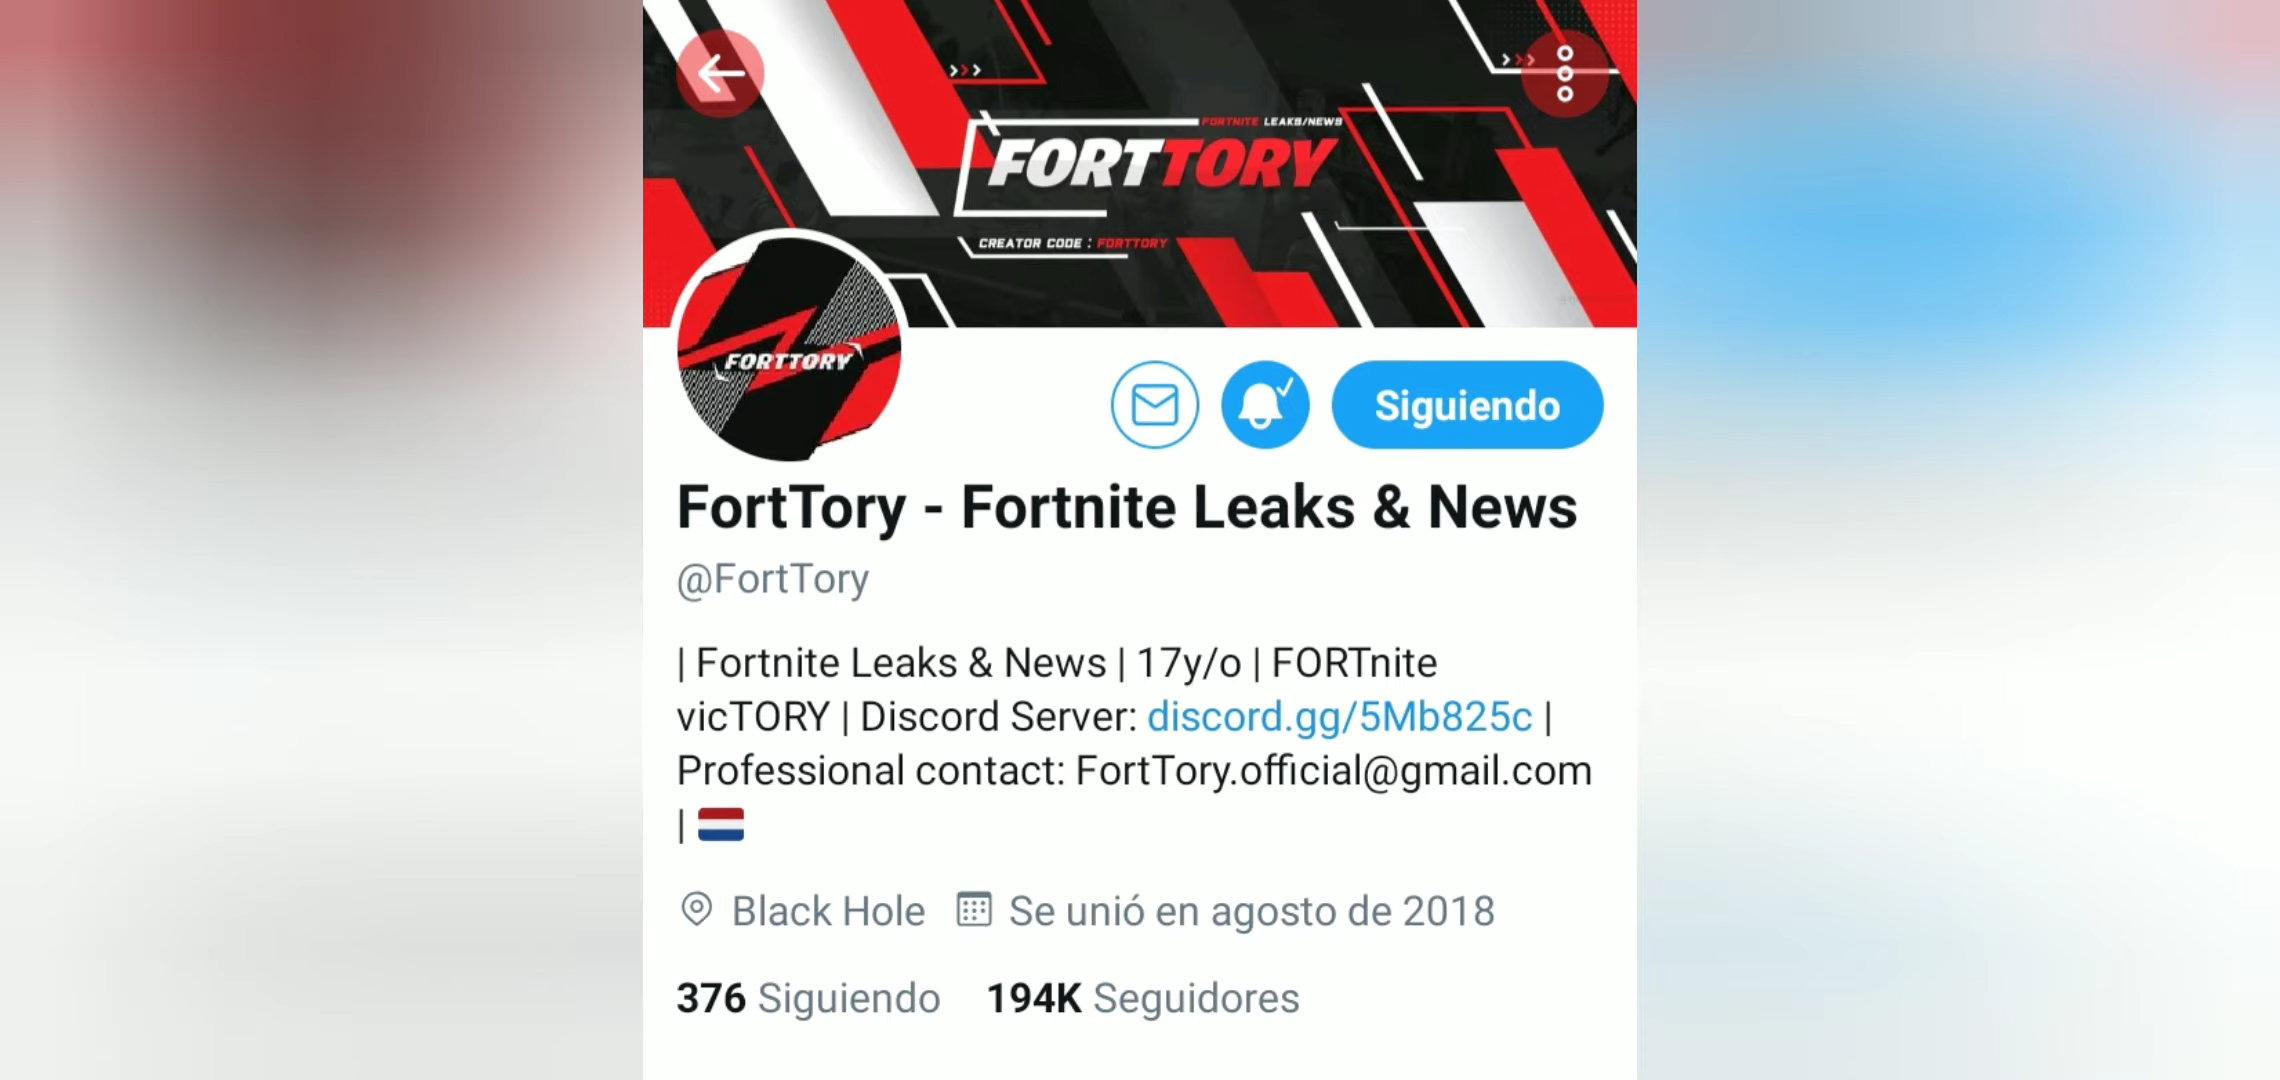 FORTNITE LEAKS/NEWS
FORTTORY
CREATOR CODE : FORTTORY
FORTTORY
Siguiendo
FortTory - Fortnite Leaks & News
@FortTory
| Fortnite Leaks & News | 17y/o | FORTnite
vicTORY | Discord Server: discord.gg/5Mb825c |
Professional contact: FortTory.official@gmail.com
|
Black Hole Se unió en agosto de 2018
376 Siguiendo 194K Seguidores